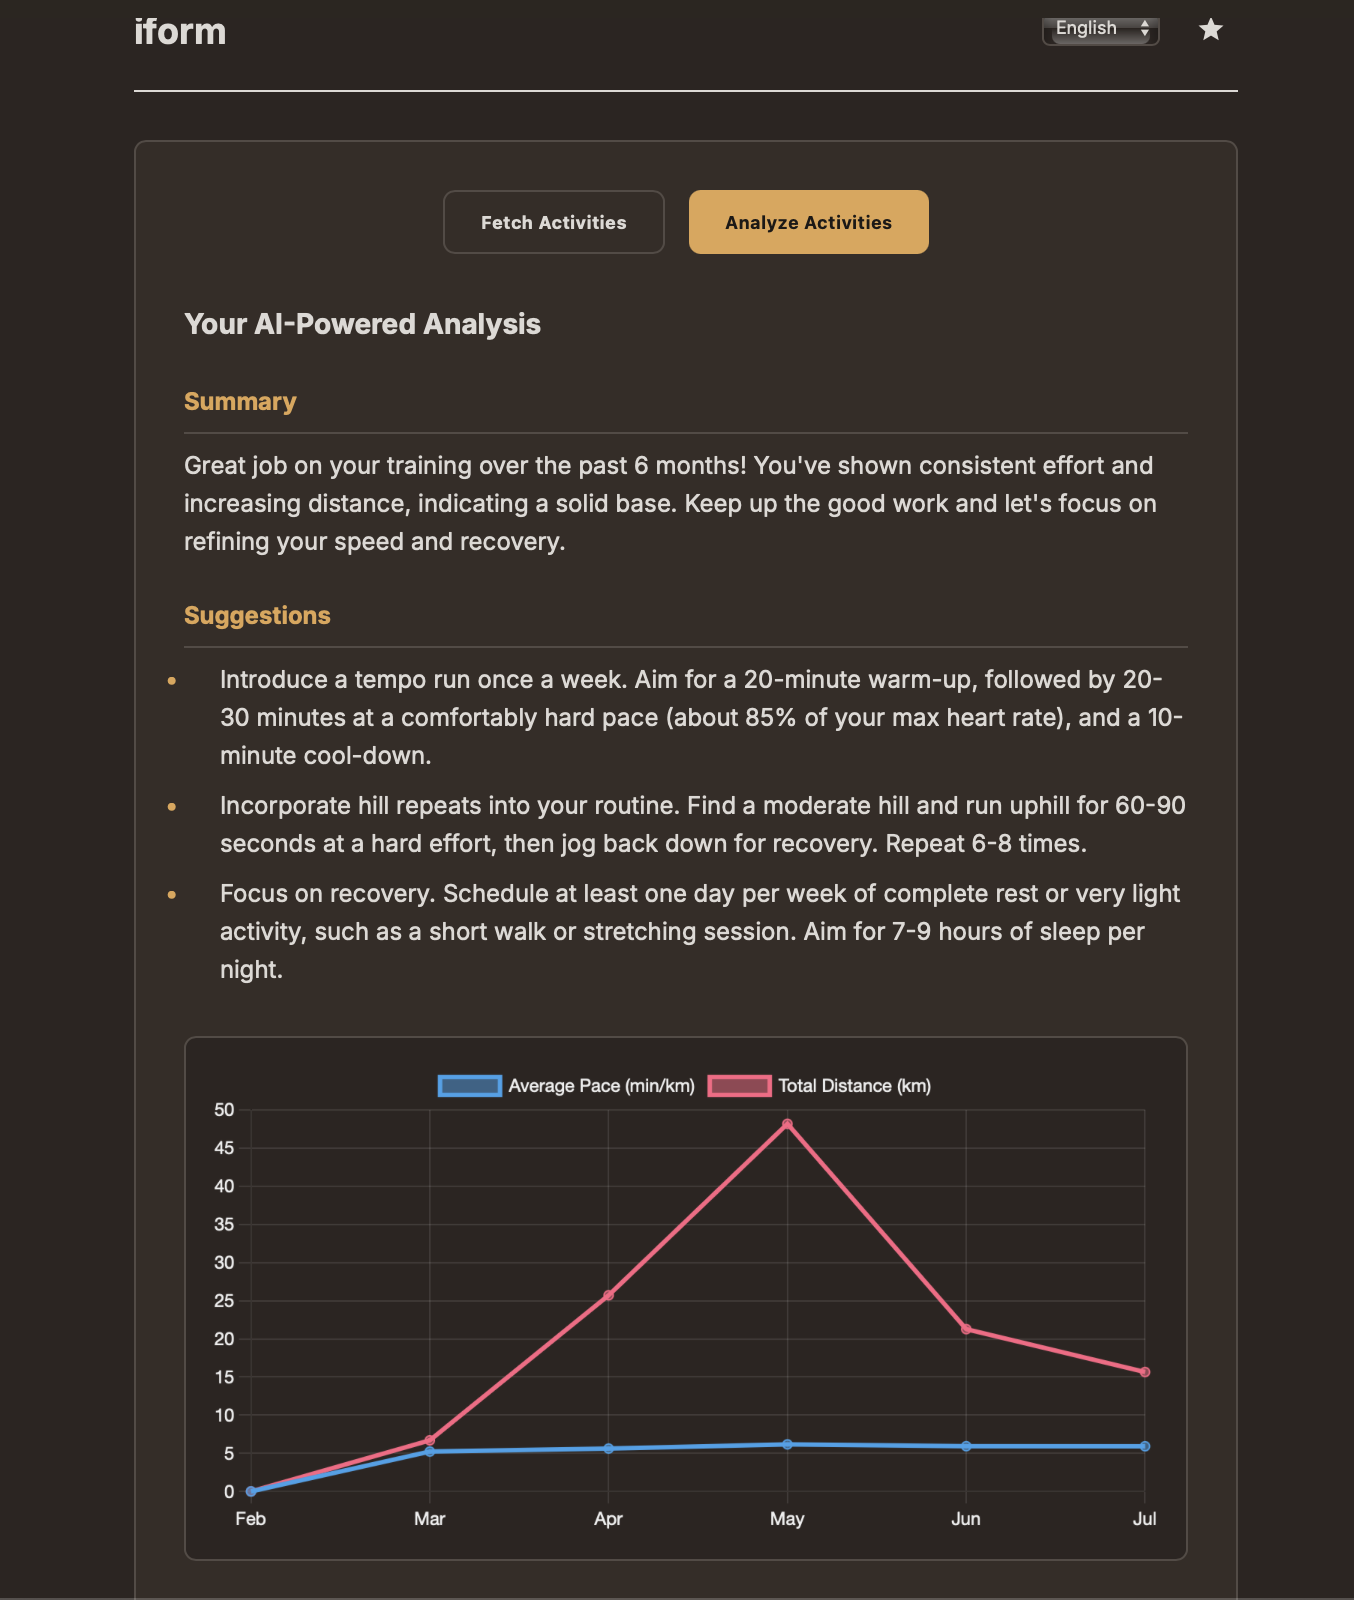 iform
English
Fetch Activities
Analyze Activities
Your AI-Powered Analysis
Summary
Great job on your training over the past 6 months! You've shown consistent effort and
increasing distance, indicating a solid base. Keep up the good work and let's focus on
refining your speed and recovery.
Suggestions
Introduce a tempo run once a week. Aim for a 20-minute warm-up, followed by 20-
30 minutes at a comfortably hard pace (about 85% of your max heart rate), and a 10-
minute cool-down.
Incorporate hill repeats into your routine. Find a moderate hill and run uphill for 60-90
seconds at a hard effort, then jog back down for recovery. Repeat 6-8 times.
Focus on recovery. Schedule at least one day per week of complete rest or very light
activity, such as a short walk or stretching session. Aim for 7-9 hours of sleep per
night.
Average Pace (min/km)
Total Distance (km)
50
45
40
35
30
25
20
15
10
5
0
Feb
Mar
Apr
May
Jun
Jul